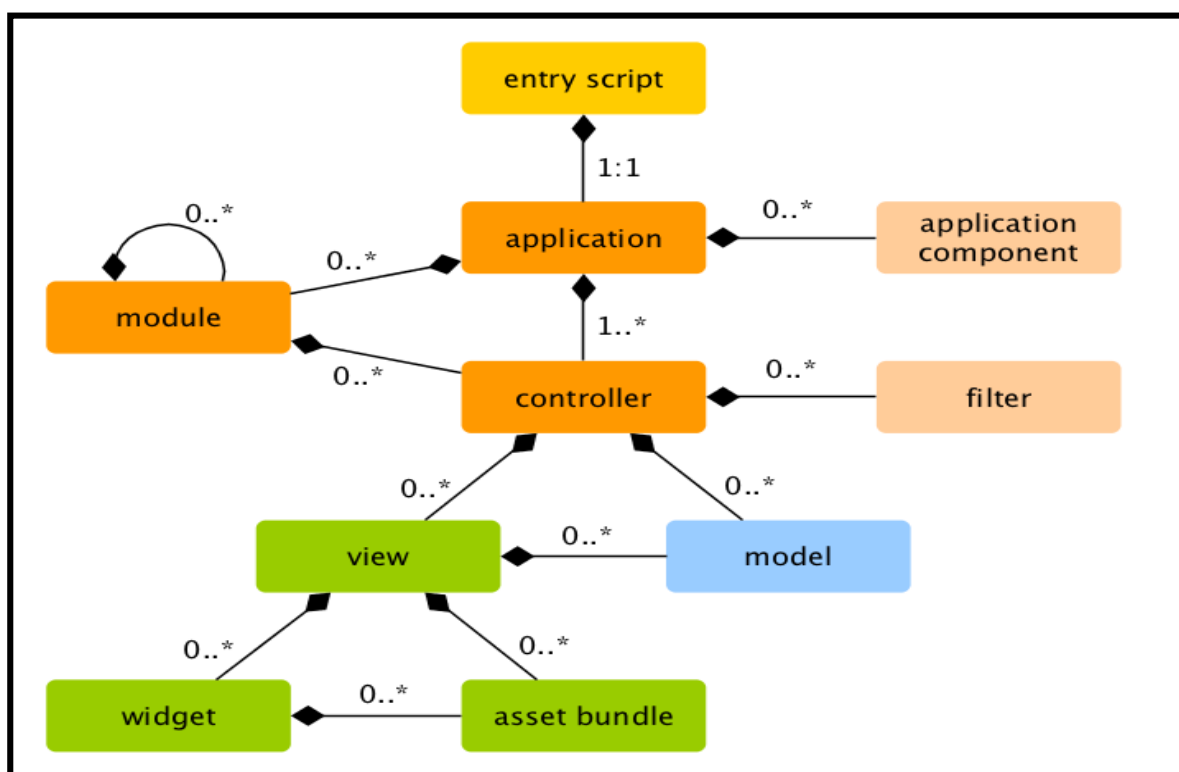 entry script
1:1
0..*
0..*
application
application
component
0..*
module
1..*
0..*
controller
0..*
filter
0..*
0..*
view
0..*
model
0..*
0..*
widget
0..*
asset bundle